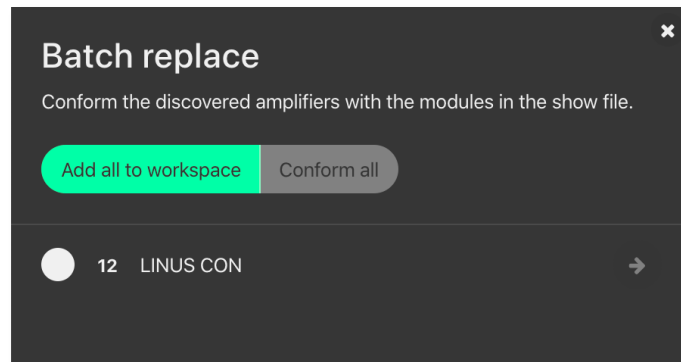 Batch replace
Conform the discovered amplifiers with the modules in the show file.
Add all to workspace Conform all
12 LINUS CON